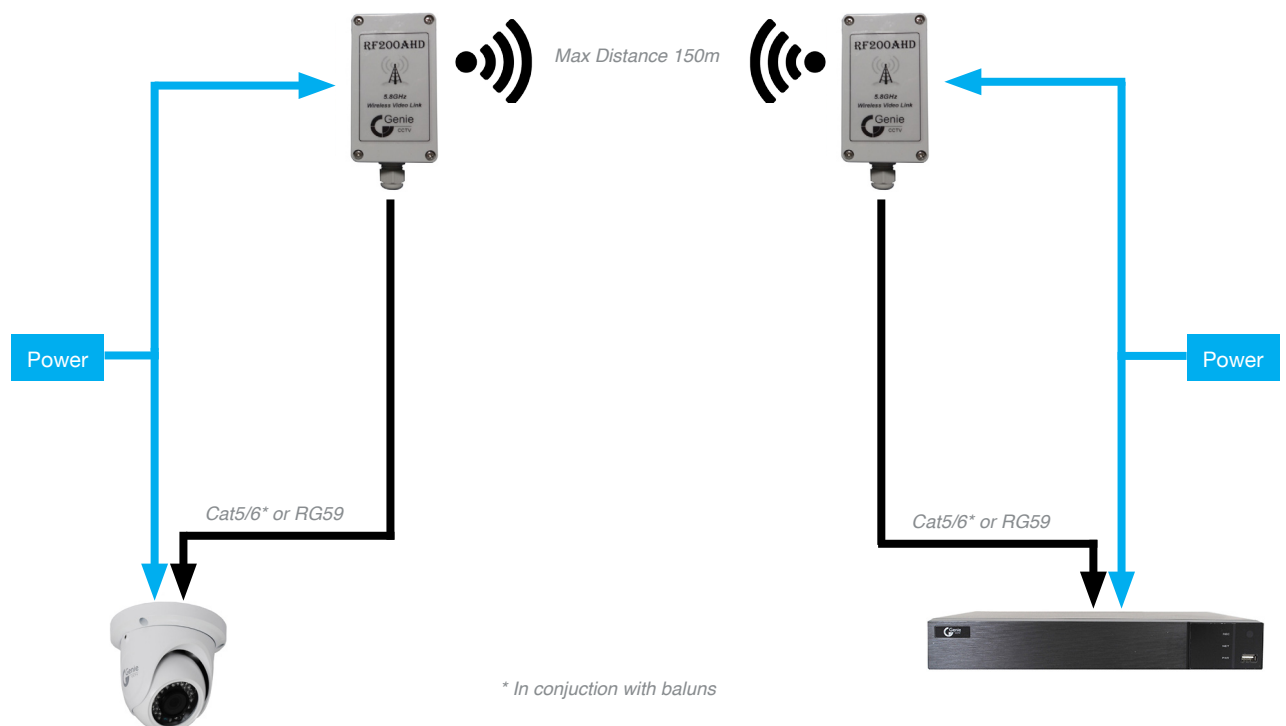 RF200AHD
5.8GHz
Wireless Video Link
Genie
CCTV
Max Distance 150m
RF200AHD
5.8GHz
Wireless Video Link
Genie
CCTV
Power
Power
Cat5/6* or RG59
Cat5/6* or RG59
Genie
Genie
* In conjuction with baluns